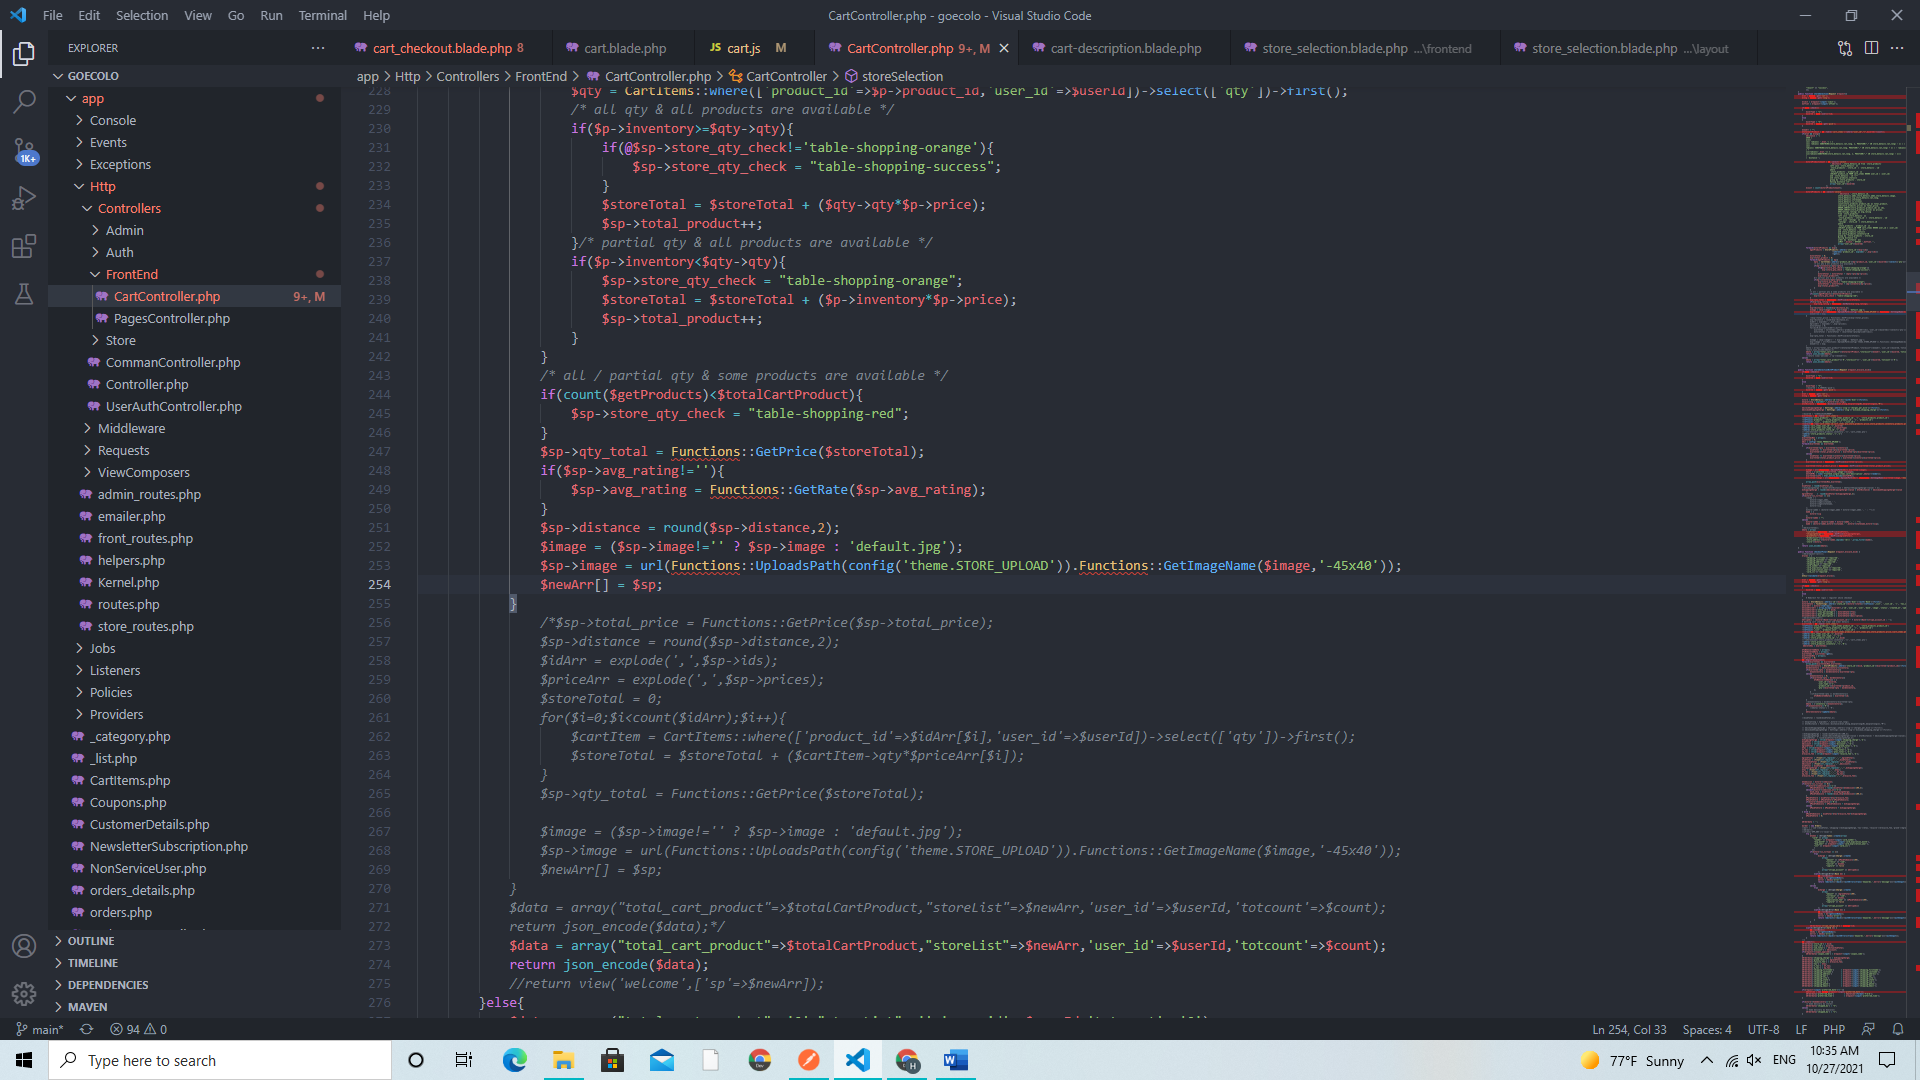 File Edit Selection View Go Run Terminal Help
CartController.php - goecolo - Visual Studio Code
EXPLORER
cart_checkout.blade.php 8
cart.blade.php
JS cart.js M
CartController.php 9+, M
cart-description.blade.php
store_selection.blade.php ...\frontend
store_selection.blade.php ...\layout
GOECOLO
app > Http > Controllers > FrontEnd > CartController.php > CartController > storeSelection
app
Console
Events
Exceptions
Http
Controllers
Admin
Auth
FrontEnd
CartController.php 9+, M
PagesController.php
Store
CommanController.php
Controller.php
UserAuthController.php
Middleware
Requests
ViewComposers
admin_routes.php
emailer.php
front_routes.php
helpers.php
Kernel.php
routes.php
store_routes.php
Jobs
Listeners
Policies
Providers
_category.php
_list.php
CartItems.php
Coupons.php
CustomerDetails.php
NewsletterSubscription.php
NonServiceUser.php
orders_details.php
orders.php
OUTLINE
TIMELINE
DEPENDENCIES
MAVEN
1K+
228 $qty = CartItems::where(['product_id'=>$p->product_id,'user_id'=>$userId])->select(['qty'])->first();
229 /* all qty & all products are available */
230 if($p->inventory>=$qty->qty){
231 if(@$sp->store_qty_check!='table-shopping-orange'){
232 $sp->store_qty_check = "table-shopping-success";
233 }
234 $storeTotal = $storeTotal + ($qty->qty*$p->price);
235 $sp->total_product++;
236 }/* partial qty & all products are available */
237 if($p->inventory<$qty->qty){
238 $sp->store_qty_check = "table-shopping-orange";
239 $storeTotal = $storeTotal + ($p->inventory*$p->price);
240 $sp->total_product++;
241 }
242 }
243 /* all / partial qty & some products are available */
244 if(count($getProducts)<$totalCartProduct){
245 $sp->store_qty_check = "table-shopping-red";
246 }
247 $sp->qty_total = Functions::GetPrice($storeTotal);
248 if($sp->avg_rating!=''){
249 $sp->avg_rating = Functions::GetRate($sp->avg_rating);
250 }
251 $sp->distance = round($sp->distance,2);
252 $image = ($sp->image!='' ? $sp->image : 'default.jpg');
253 $sp->image = url(Functions::UploadsPath(config('theme.STORE_UPLOAD')).Functions::GetImageName($image,'-45x40'));
254 $newArr[] = $sp;
255 }
256 /*$sp->total_price = Functions::GetPrice($sp->total_price);
257 $sp->distance = round($sp->distance,2);
258 $idArr = explode(',',$sp->ids);
259 $priceArr = explode(',',$sp->prices);
260 $storeTotal = 0;
261 for($i=0;$i<count($idArr);$i++){
262 $cartItem = CartItems::where(['product_id'=>$idArr[$i],'user_id'=>$userId])->select(['qty'])->first();
263 $storeTotal = $storeTotal + ($cartItem->qty*$priceArr[$i]);
264 }
265 $sp->qty_total = Functions::GetPrice($storeTotal);
266
267 $image = ($sp->image!='' ? $sp->image : 'default.jpg');
268 $sp->image = url(Functions::UploadsPath(config('theme.STORE_UPLOAD')).Functions::GetImageName($image,'-45x40'));
269 $newArr[] = $sp;
270 }
271 $data = array("total_cart_product"=>$totalCartProduct,"storeList"=>$newArr,'user_id'=>$userId,'totcount'=>$count);
272 return json_encode($data);*/
273 $data = array("total_cart_product"=>$totalCartProduct,"storeList"=>$newArr,'user_id'=>$userId,'totcount'=>$count);
274 return json_encode($data);
275 //return view('welcome',['sp'=>$newArr]);
276 }else{
main* 94 0
Ln 254, Col 33 Spaces: 4 UTF-8 LF PHP
Type here to search
77°F Sunny
ENG
10:35 AM
10/27/2021